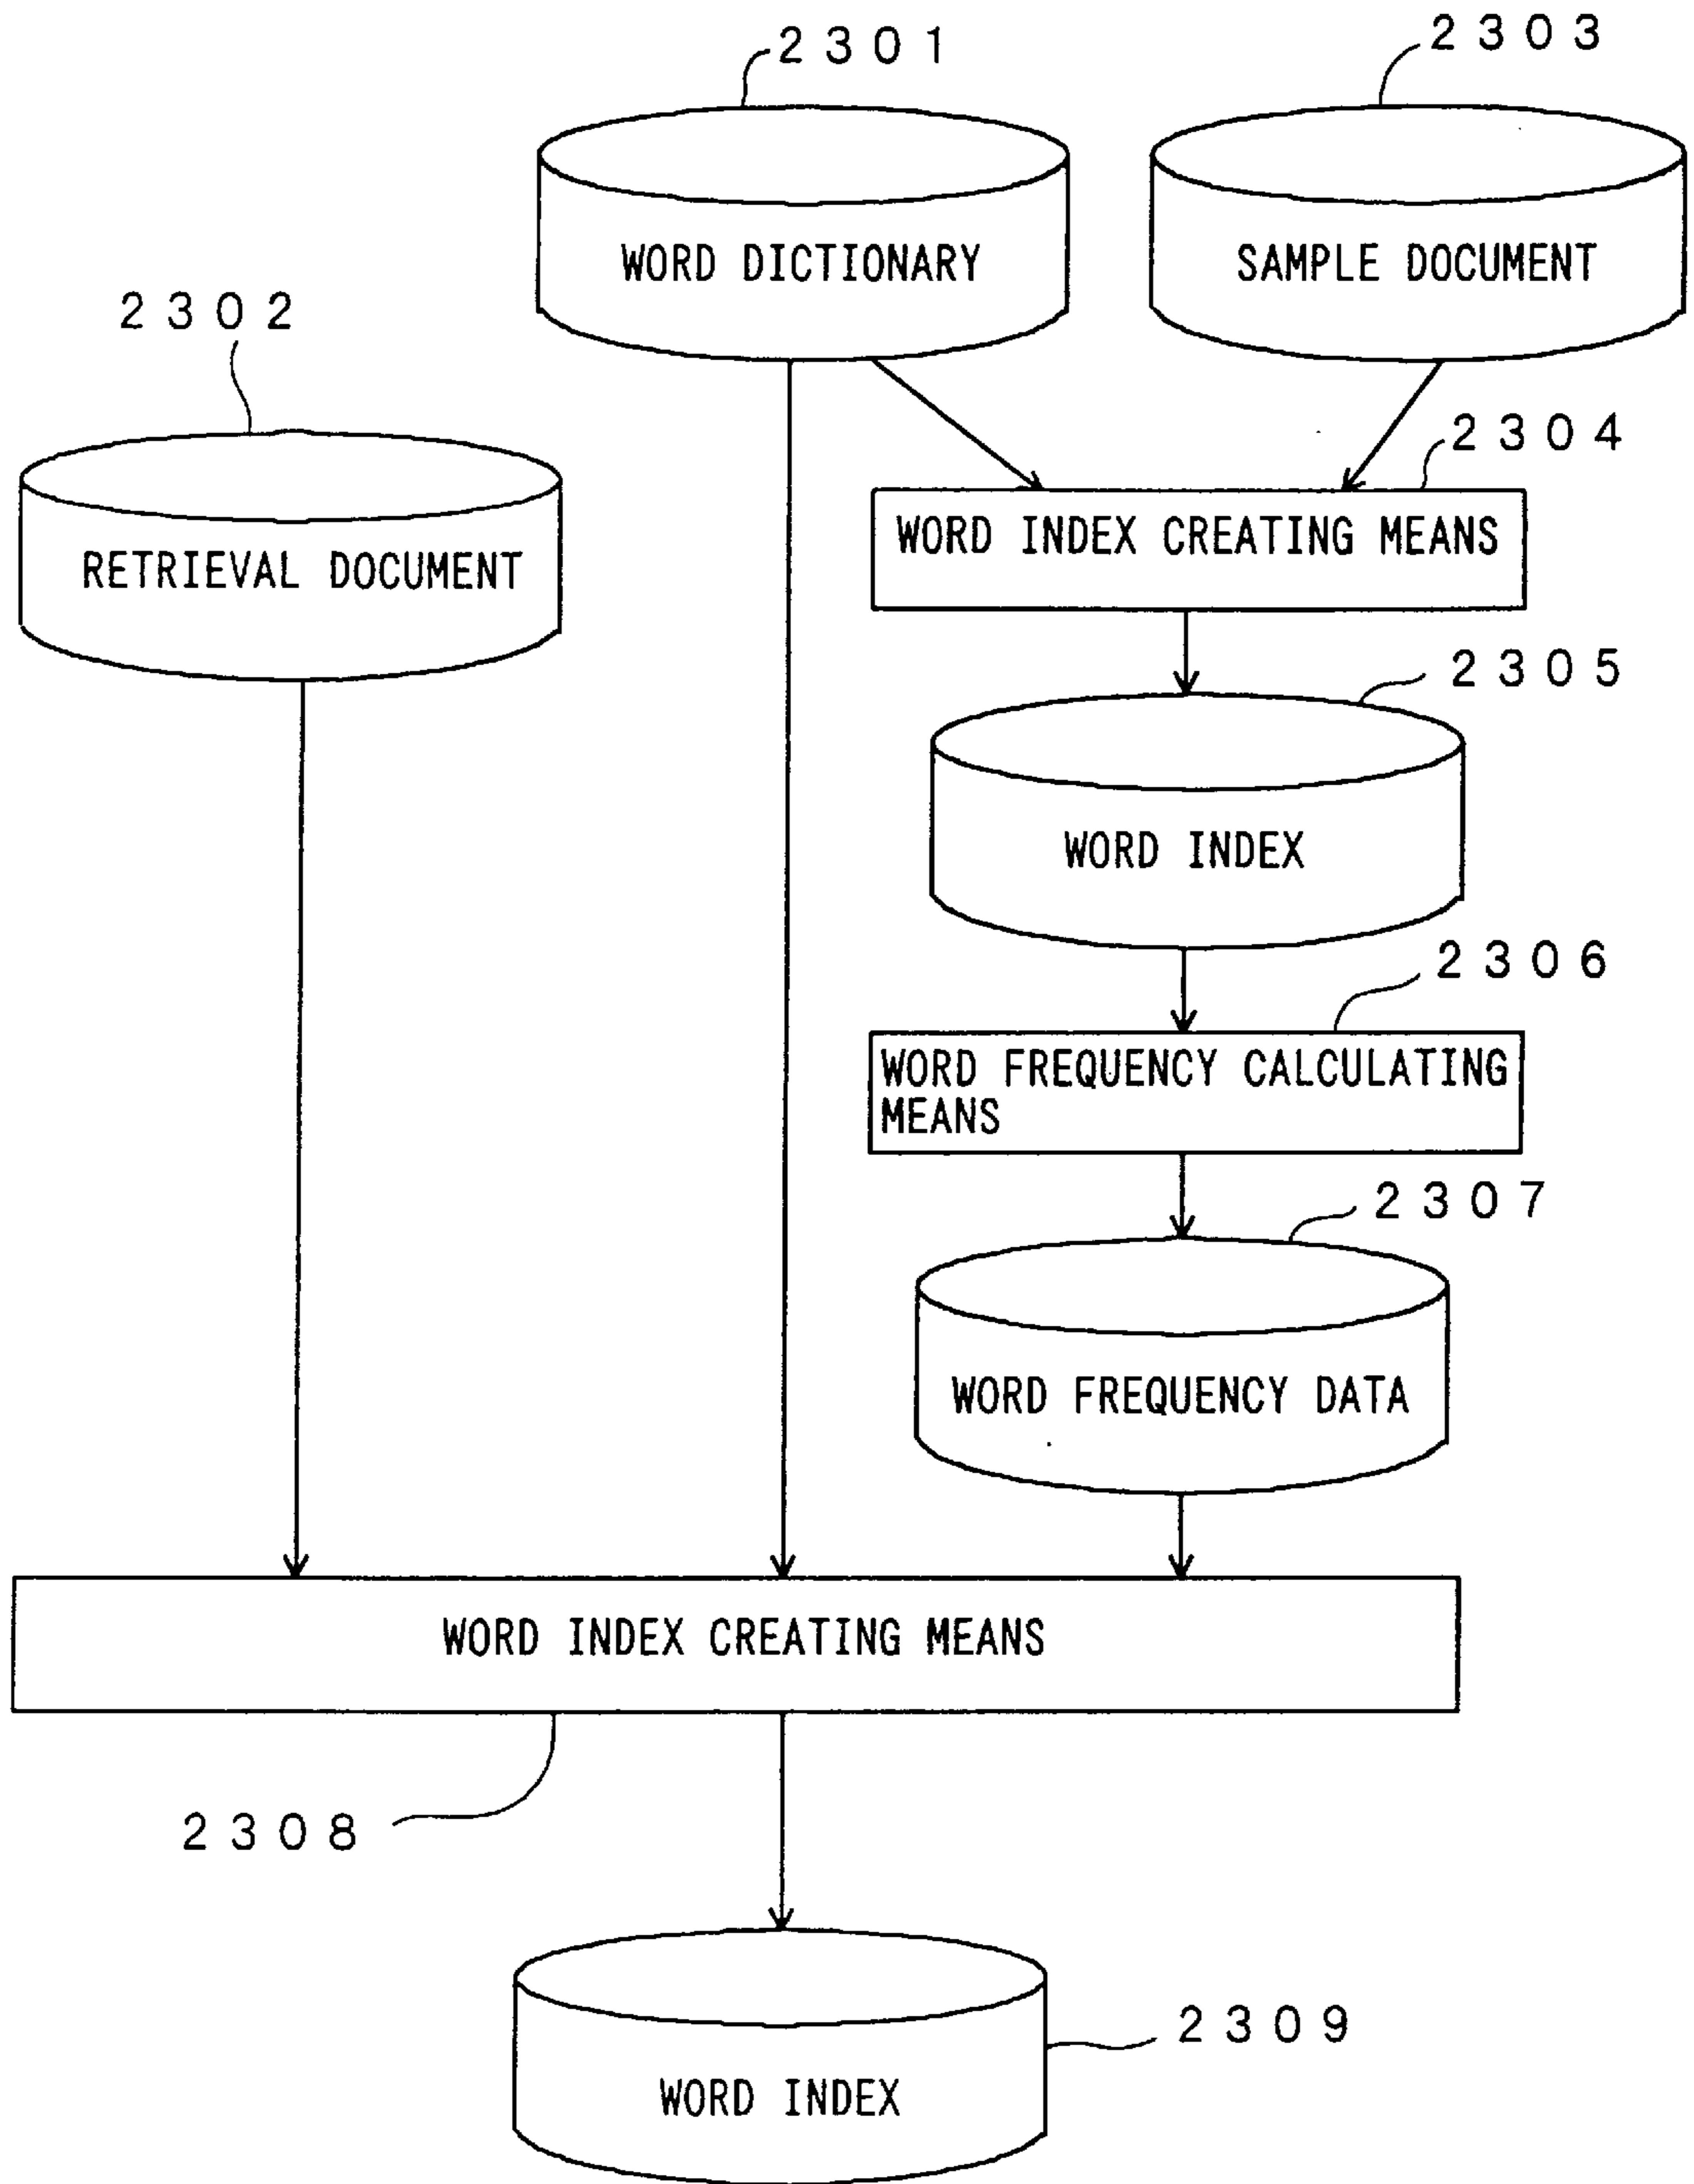 2301
2303
WORD DICTIONARY
SAMPLE DOCUMENT
2302
2304
RETRIEVAL DOCUMENT
WORD INDEX CREATING MEANS
2305
WORD INDEX
2306
WORD FREQUENCY CALCULATING
MEANS
2307
WORD FREQUENCY DATA
WORD INDEX CREATING MEANS
2308
2309
WORD INDEX